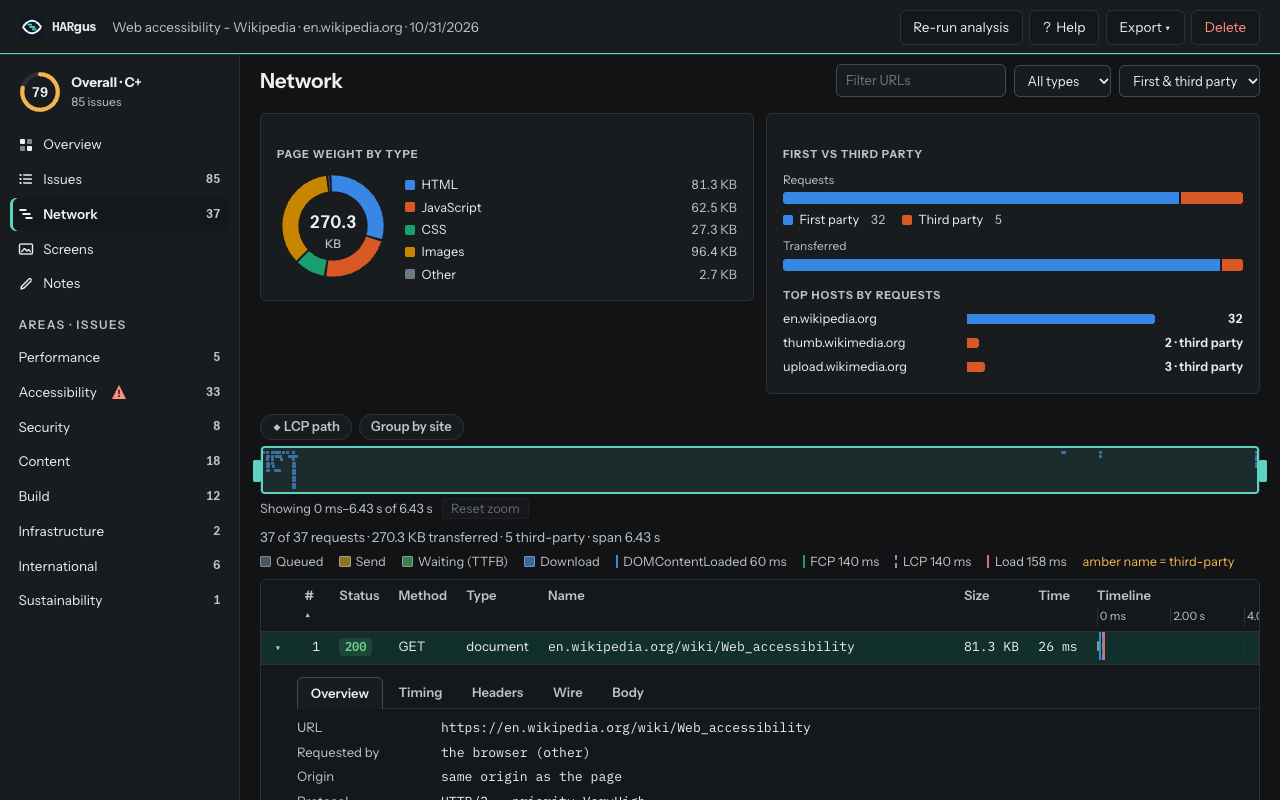 HARgus Web accessibility - Wikipedia · en.wikipedia.org · 10/31/2026 Re-run analysis ? Help Export ▾ Delete
79 Overall · C+
85 issues
Overview
Issues 85
Network 37
Screens
Notes
AREAS · ISSUES
Performance 5
Accessibility 33
Security 8
Content 18
Build 12
Infrastructure 2
International 6
Sustainability 1
Network Filter URLs All types First & third party
PAGE WEIGHT BY TYPE
270.3
KB
HTML 81.3 KB
JavaScript 62.5 KB
CSS 27.3 KB
Images 96.4 KB
Other 2.7 KB
FIRST VS THIRD PARTY
Requests
First party 32 Third party 5
Transferred
TOP HOSTS BY REQUESTS
en.wikipedia.org 32
thumb.wikimedia.org 2 · third party
upload.wikimedia.org 3 · third party
◆ LCP path Group by site
Showing 0 ms–6.43 s of 6.43 s Reset zoom
37 of 37 requests · 270.3 KB transferred · 5 third-party · span 6.43 s
Queued Send Waiting (TTFB) Download DOMContentLoaded 60 ms FCP 140 ms LCP 140 ms Load 158 ms amber name = third-party
# Status Method Type Name Size Time Timeline
▴ 0 ms 2.00 s 4.0
▾ 1 200 GET document en.wikipedia.org/wiki/Web_accessibility 81.3 KB 26 ms
Overview Timing Headers Wire Body
URL https://en.wikipedia.org/wiki/Web_accessibility
Requested by the browser (other)
Origin same origin as the page
Protocol HTTP/2 VeryHigh